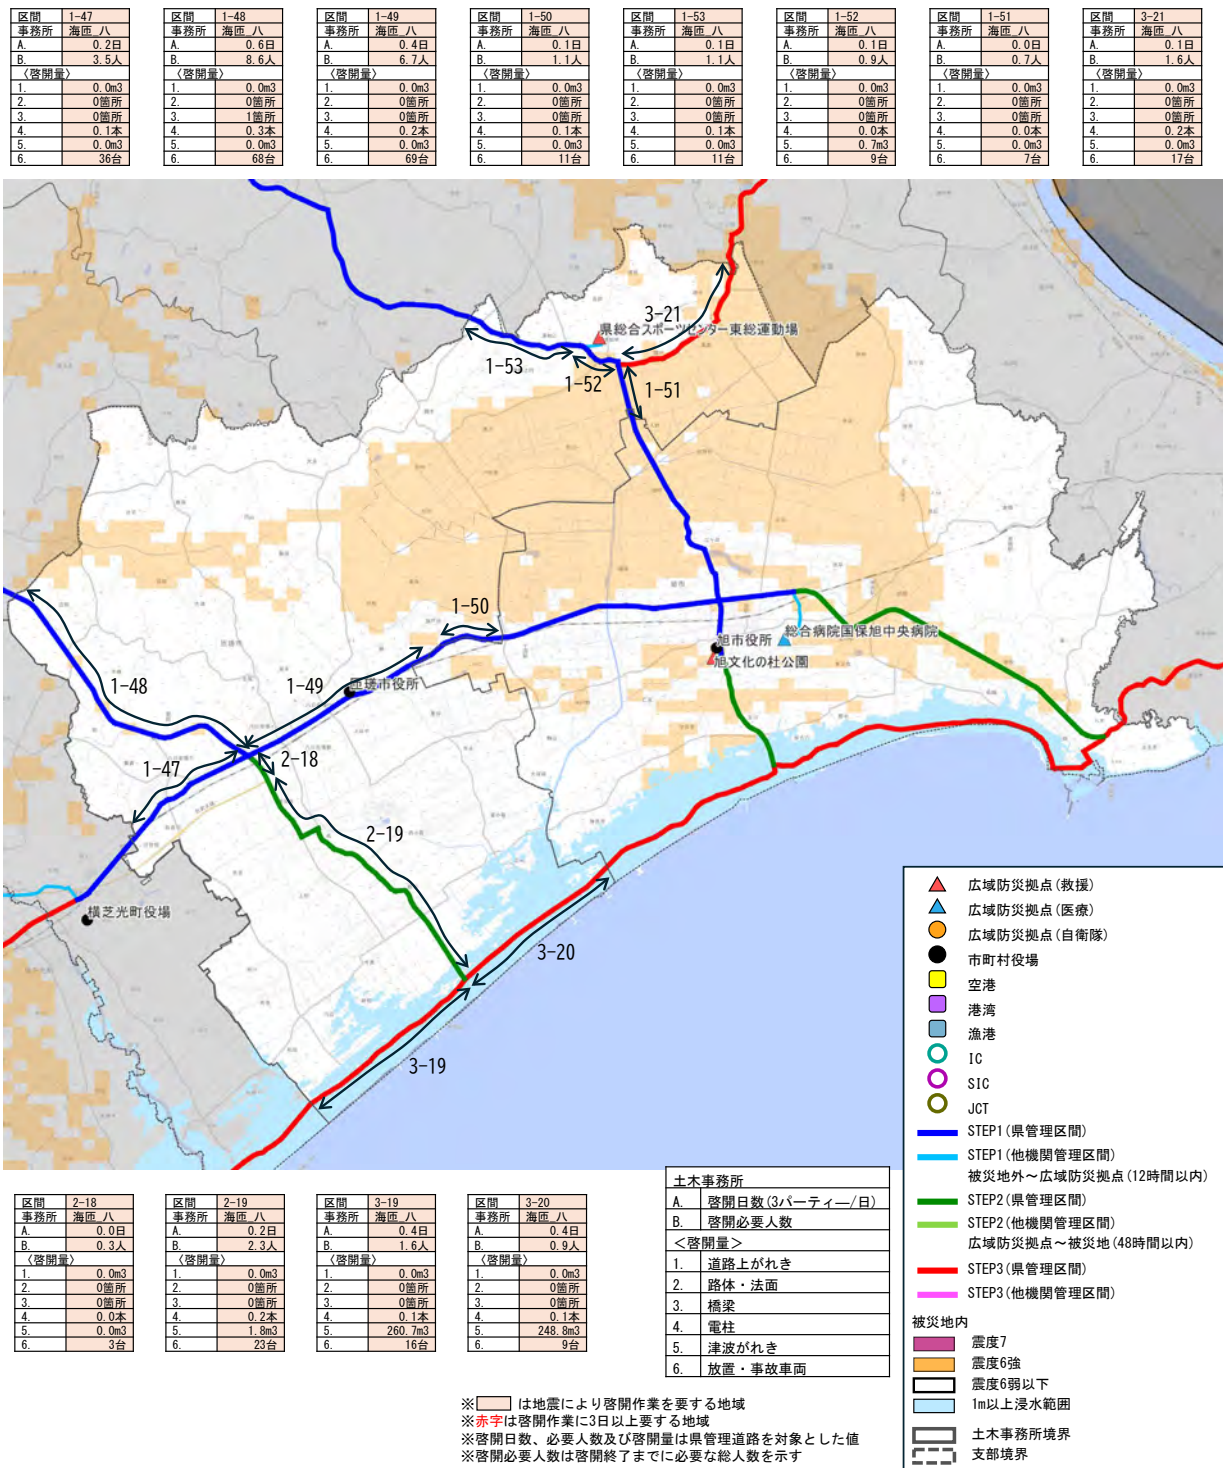 区間 1-47
事務所 海匝_八
A. 0.2日
B. 3.5人
〈啓開量〉
1. 0.0m3
2. 0箇所
3. 0箇所
4. 0.1本
5. 0.0m3
6. 36台
区間 1-48
事務所 海匝_八
A. 0.6日
B. 8.6人
〈啓開量〉
1. 0.0m3
2. 0箇所
3. 1箇所
4. 0.3本
5. 0.0m3
6. 68台
区間 1-49
事務所 海匝_八
A. 0.4日
B. 6.7人
〈啓開量〉
1. 0.0m3
2. 0箇所
3. 0箇所
4. 0.2本
5. 0.0m3
6. 69台
区間 1-50
事務所 海匝_八
A. 0.1日
B. 1.1人
〈啓開量〉
1. 0.0m3
2. 0箇所
3. 0箇所
4. 0.1本
5. 0.0m3
6. 11台
区間 1-53
事務所 海匝_八
A. 0.1日
B. 1.1人
〈啓開量〉
1. 0.0m3
2. 0箇所
3. 0箇所
4. 0.1本
5. 0.0m3
6. 11台
区間 1-52
事務所 海匝_八
A. 0.1日
B. 0.9人
〈啓開量〉
1. 0.0m3
2. 0箇所
3. 0箇所
4. 0.0本
5. 0.7m3
6. 9台
区間 1-51
事務所 海匝_八
A. 0.0日
B. 0.7人
〈啓開量〉
1. 0.0m3
2. 0箇所
3. 0箇所
4. 0.0本
5. 0.0m3
6. 7台
区間 3-21
事務所 海匝_八
A. 0.1日
B. 1.6人
〈啓開量〉
1. 0.0m3
2. 0箇所
3. 0箇所
4. 0.2本
5. 0.0m3
6. 17台
3-21
県総合スポーツセンター東総運動場
1-53
1-52
1-51
1-50
総合病院国保旭中央病院
旭市役所
旭文化の杜公園
1-48
1-49
匝瑳市役所
2-18
1-47
2-19
横芝光町役場
3-20
3-19
広域防災拠点(救援)
広域防災拠点(医療)
広域防災拠点(自衛隊)
市町村役場
空港
港湾
漁港
IC
SIC
JCT
STEP1(県管理区間)
STEP1(他機関管理区間)
被災地外～広域防災拠点(12時間以内)
STEP2(県管理区間)
STEP2(他機関管理区間)
広域防災拠点～被災地(48時間以内)
STEP3(県管理区間)
STEP3(他機関管理区間)
被災地内
震度7
震度6強
震度6弱以下
1m以上浸水範囲
土木事務所境界
支部境界
区間 2-18
事務所 海匝_八
A. 0.0日
B. 0.3人
〈啓開量〉
1. 0.0m3
2. 0箇所
3. 0箇所
4. 0.0本
5. 0.0m3
6. 3台
区間 2-19
事務所 海匝_八
A. 0.2日
B. 2.3人
〈啓開量〉
1. 0.0m3
2. 0箇所
3. 0箇所
4. 0.2本
5. 1.8m3
6. 23台
区間 3-19
事務所 海匝_八
A. 0.4日
B. 1.6人
〈啓開量〉
1. 0.0m3
2. 0箇所
3. 0箇所
4. 0.1本
5. 260.7m3
6. 16台
区間 3-20
事務所 海匝_八
A. 0.4日
B. 0.9人
〈啓開量〉
1. 0.0m3
2. 0箇所
3. 0箇所
4. 0.1本
5. 248.8m3
6. 9台
土木事務所
A. 啓開日数(3パーティー/日)
B. 啓開必要人数
<啓開量>
1. 道路上がれき
2. 路体・法面
3. 橋梁
4. 電柱
5. 津波がれき
6. 放置・事故車両
※ は地震により啓開作業を要する地域
※赤字は啓開作業に3日以上要する地域
※啓開日数、必要人数及び啓開量は県管理道路を対象とした値
※啓開必要人数は啓開終了までに必要な総人数を示す